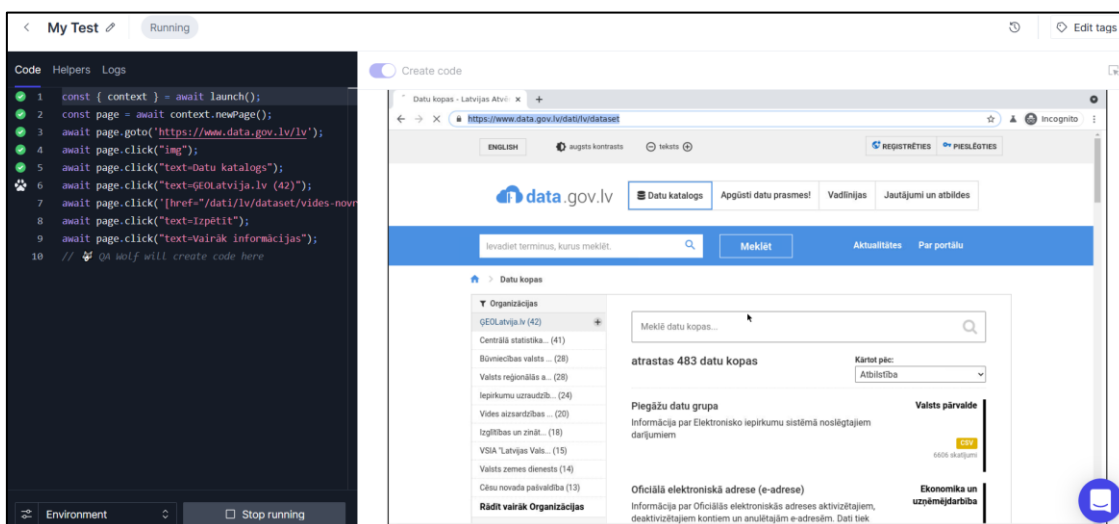 My Test
Running
Edit tags
Code Helpers Logs
Create code
1 const { context } = await launch();
2 const page = await context.newPage();
3 await page.goto('https://www.data.gov.lv/lv');
4 await page.click("img");
5 await page.click("text=Datu katalogs");
6 await page.click("text=ĢEOLatvija.lv (42)");
7 await page.click('[href="/dati/lv/dataset/vides-novr
8 await page.click("text=Izpētīt");
9 await page.click("text=Vairāk informācijas");
10 // 🐺 QA Wolf will create code here
Environment
Stop running
Datu kopas - Latvijas Atvē
https://www.data.gov.lv/dati/lv/dataset
Incognito
ENGLISH augsts kontrasts teksts
REĢISTRĒTIES PIESLĒGTIES
data.gov.lv
Datu katalogs Apgūsti datu prasmes! Vadlīnijas Jautājumi un atbildes
Ievadiet terminus, kurus meklēt.
Meklēt
Aktualitātes Par portālu
> Datu kopas
Organizācijas
ĢEOLatvija.lv (42)
Centrālā statistika... (41)
Būvniecības valsts ... (28)
Valsts reģionālās a... (28)
Iepirkumu uzraudzīb... (24)
Vides aizsardzības ... (20)
Izglītības un zināt... (18)
VSIA "Latvijas Vals... (15)
Valsts zemes dienests (14)
Cēsu novada pašvaldība (13)
Rādīt vairāk Organizācijas
Meklē datu kopas...
atrastas 483 datu kopas
Kārtot pēc:
Atbilstība
Piegāžu datu grupa
Valsts pārvalde
Informācija par Elektronisko iepirkumu sistēmā noslēgtajiem
darījumiem
CSV
6606 skatījumi
Oficiālā elektroniskā adrese (e-adrese)
Ekonomika un
uzņēmējdarbība
Informācija par Oficiālās elektroniskās adreses aktivizētajiem,
deaktivizētajiem kontiem un anulētajām e-adresēm. Dati tiek